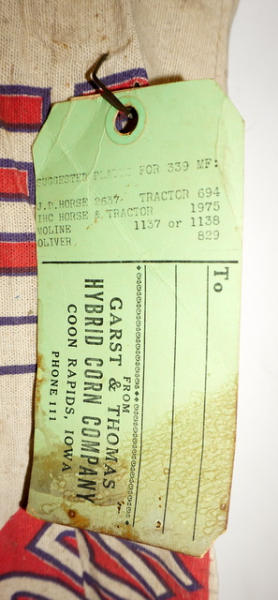 SUGGESTED PLATES FOR 339 MF:
J.D.HORSE 2637- TRACTOR 694
IHC HORSE & TRACTOR 1975
MOLINE 1137 or 1138
OLIVER 829
To
FROM
GARST & THOMAS
HYBRID CORN COMPANY
COON RAPIDS, IOWA
PHONE 111